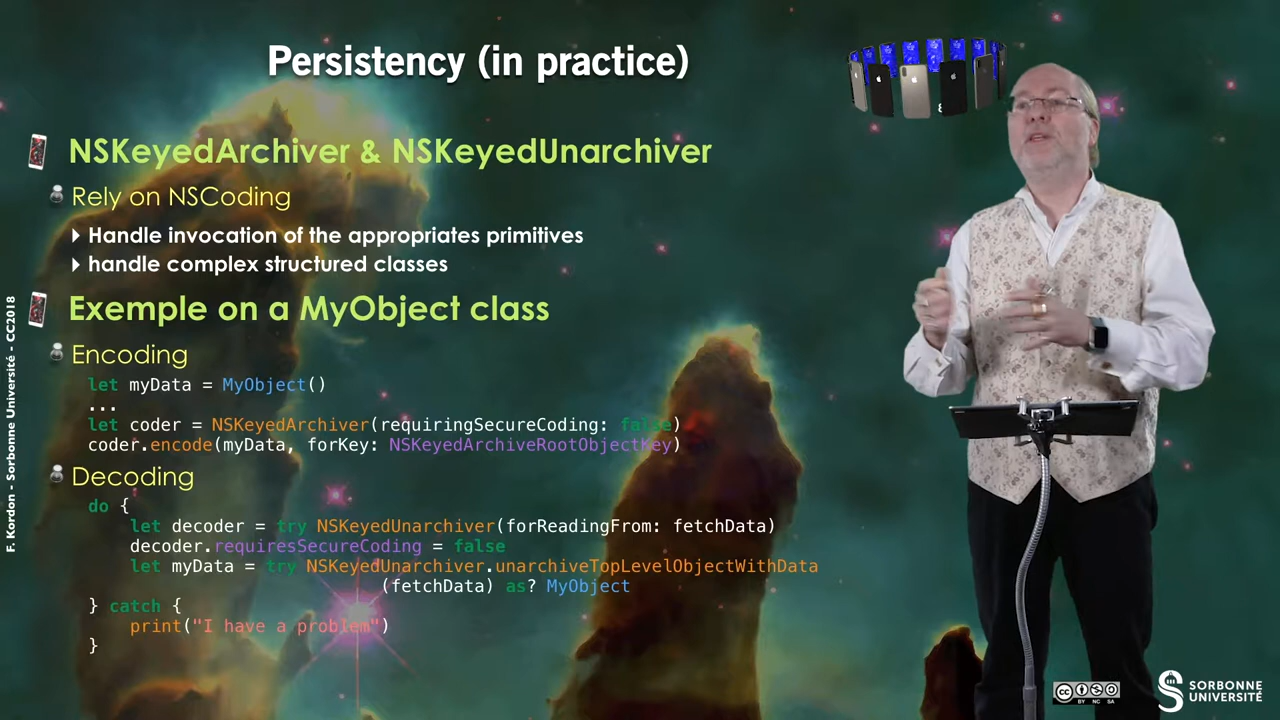 Persistency (in practice)
NSKeyedArchiver & NSKeyedUnarchiver
Rely on NSCoding
Handle invocation of the appropriates primitives
handle complex structured classes
Exemple on a MyObject class
Encoding
let myData = MyObject()
...
let coder = NSKeyedArchiver(requiringSecureCoding: false)
coder.encode(myData, forKey: NSKeyedArchiveRootObjectKey)
Decoding
do {
let decoder = try NSKeyedUnarchiver(forReadingFrom: fetchData)
decoder.requiresSecureCoding = false
let myData = try NSKeyedUnarchiver.unarchiveTopLevelObjectWithData
(fetchData) as? MyObject
} catch {
print("I have a problem")
}
F. Kordon - Sorbonne Université - CC2018
BY NC SA
SORBONNE
UNIVERSITÉ